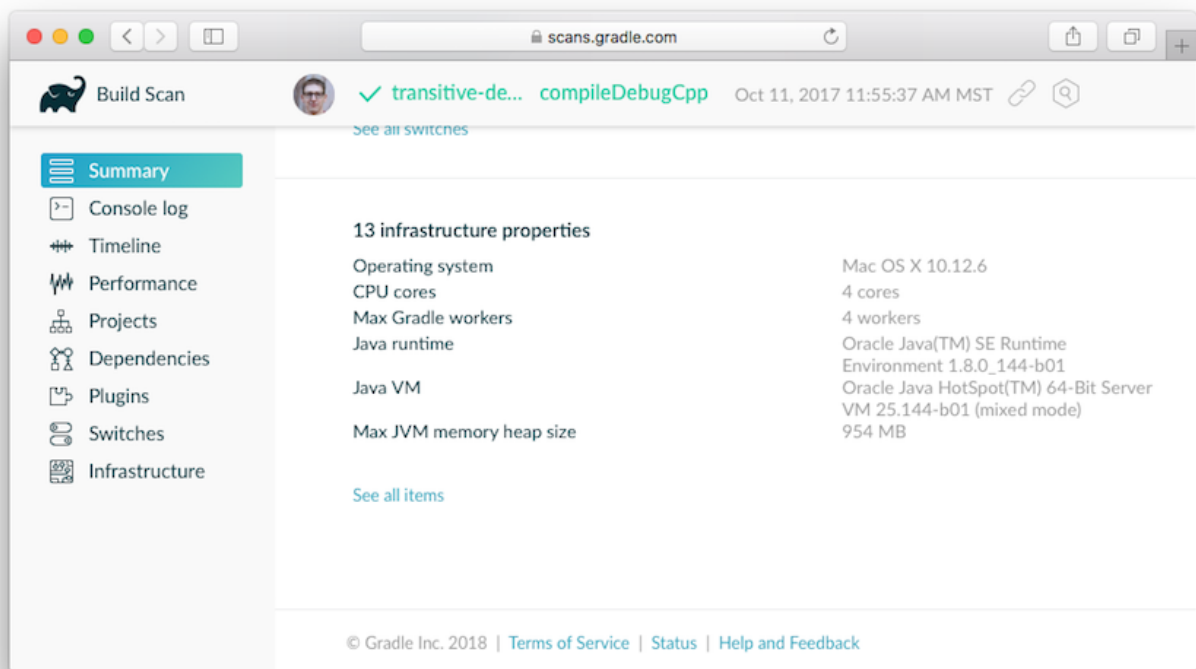 scans.gradle.com
Build Scan
transitive-de... compileDebugCpp Oct 11, 2017 11:55:37 AM MST
See all switches
Summary
Console log
Timeline
Performance
Projects
Dependencies
Plugins
Switches
Infrastructure
13 infrastructure properties
Operating system Mac OS X 10.12.6
CPU cores 4 cores
Max Gradle workers 4 workers
Java runtime Oracle Java(TM) SE Runtime
Environment 1.8.0_144-b01
Java VM Oracle Java HotSpot(TM) 64-Bit Server
VM 25.144-b01 (mixed mode)
Max JVM memory heap size 954 MB
See all items
© Gradle Inc. 2018 | Terms of Service | Status | Help and Feedback